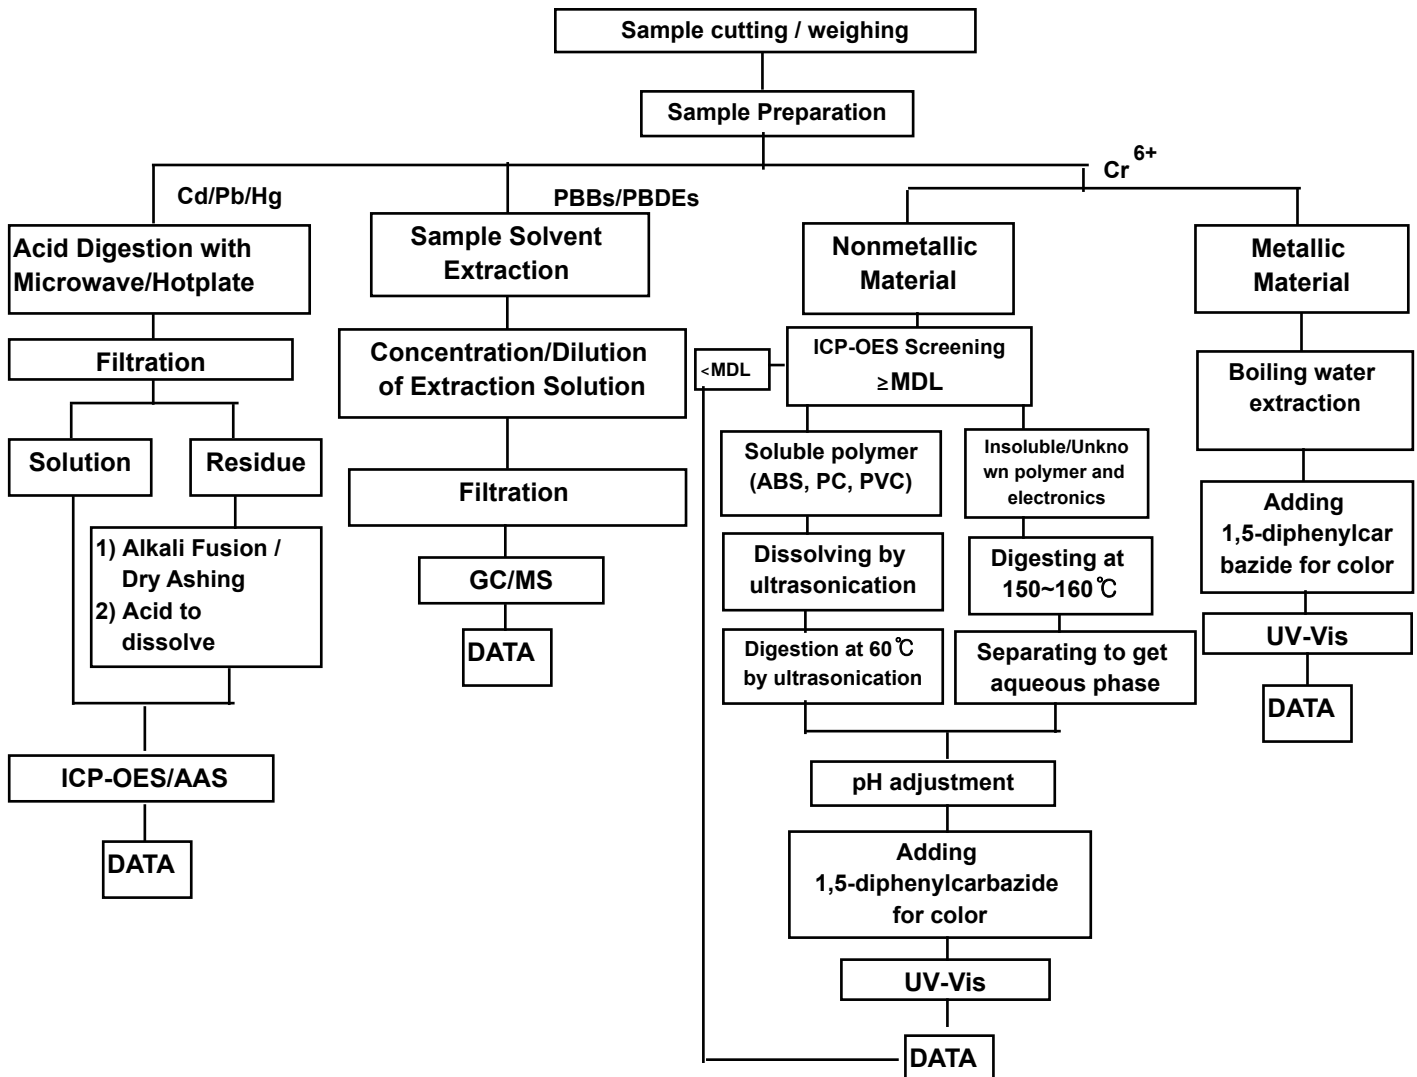 Sample cutting / weighing
Sample Preparation
Cr 6+
Cd/Pb/Hg
PBBs/PBDEs
Acid Digestion with
Microwave/Hotplate
Filtration
Solution
Residue
1) Alkali Fusion /
Dry Ashing
2) Acid to
dissolve
ICP-OES/AAS
DATA
Sample Solvent
Extraction
Concentration/Dilution
of Extraction Solution
Filtration
GC/MS
DATA
Nonmetallic
Material
ICP-OES Screening
≥MDL
<MDL
Soluble polymer
(ABS, PC, PVC)
Dissolving by
ultrasonication
Digestion at 60℃
by ultrasonication
Insoluble/Unkno
wn polymer and
electronics
Digesting at
150~160℃
Separating to get
aqueous phase
pH adjustment
Adding
1,5-diphenylcarbazide
for color
UV-Vis
DATA
Metallic
Material
Boiling water
extraction
Adding
1,5-diphenylcar
bazide for color
UV-Vis
DATA